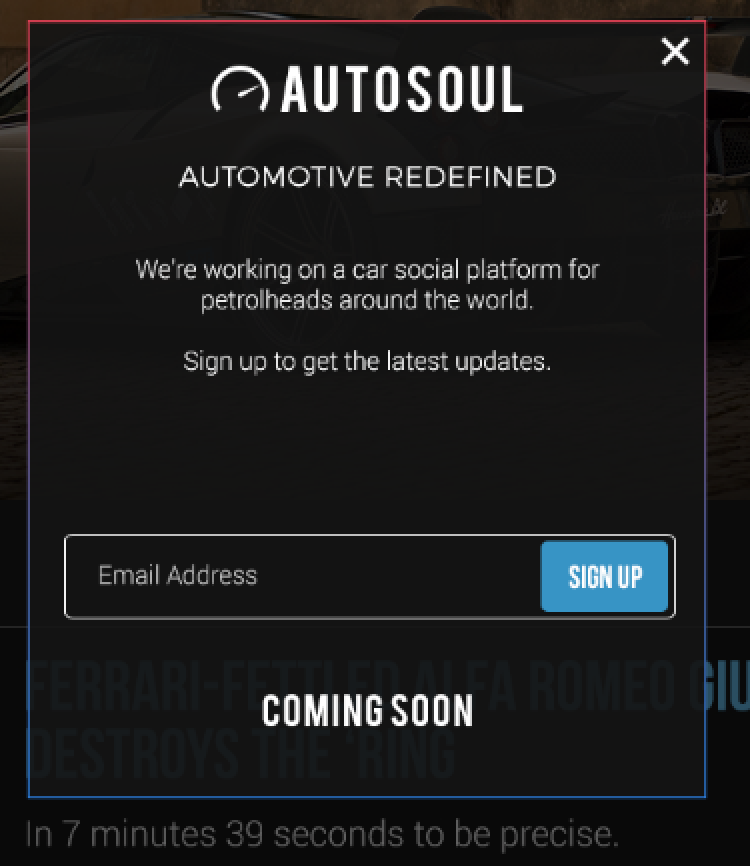 AUTOSOUL
AUTOMOTIVE REDEFINED
We're working on a car social platform for
petrolheads around the world.
Sign up to get the latest updates.
Email Address
SIGN UP
COMING SOON
FERRARI-FETTLED ALFA ROMEO GIU
DESTROYS THE 'RING
In 7 minutes 39 seconds to be precise.